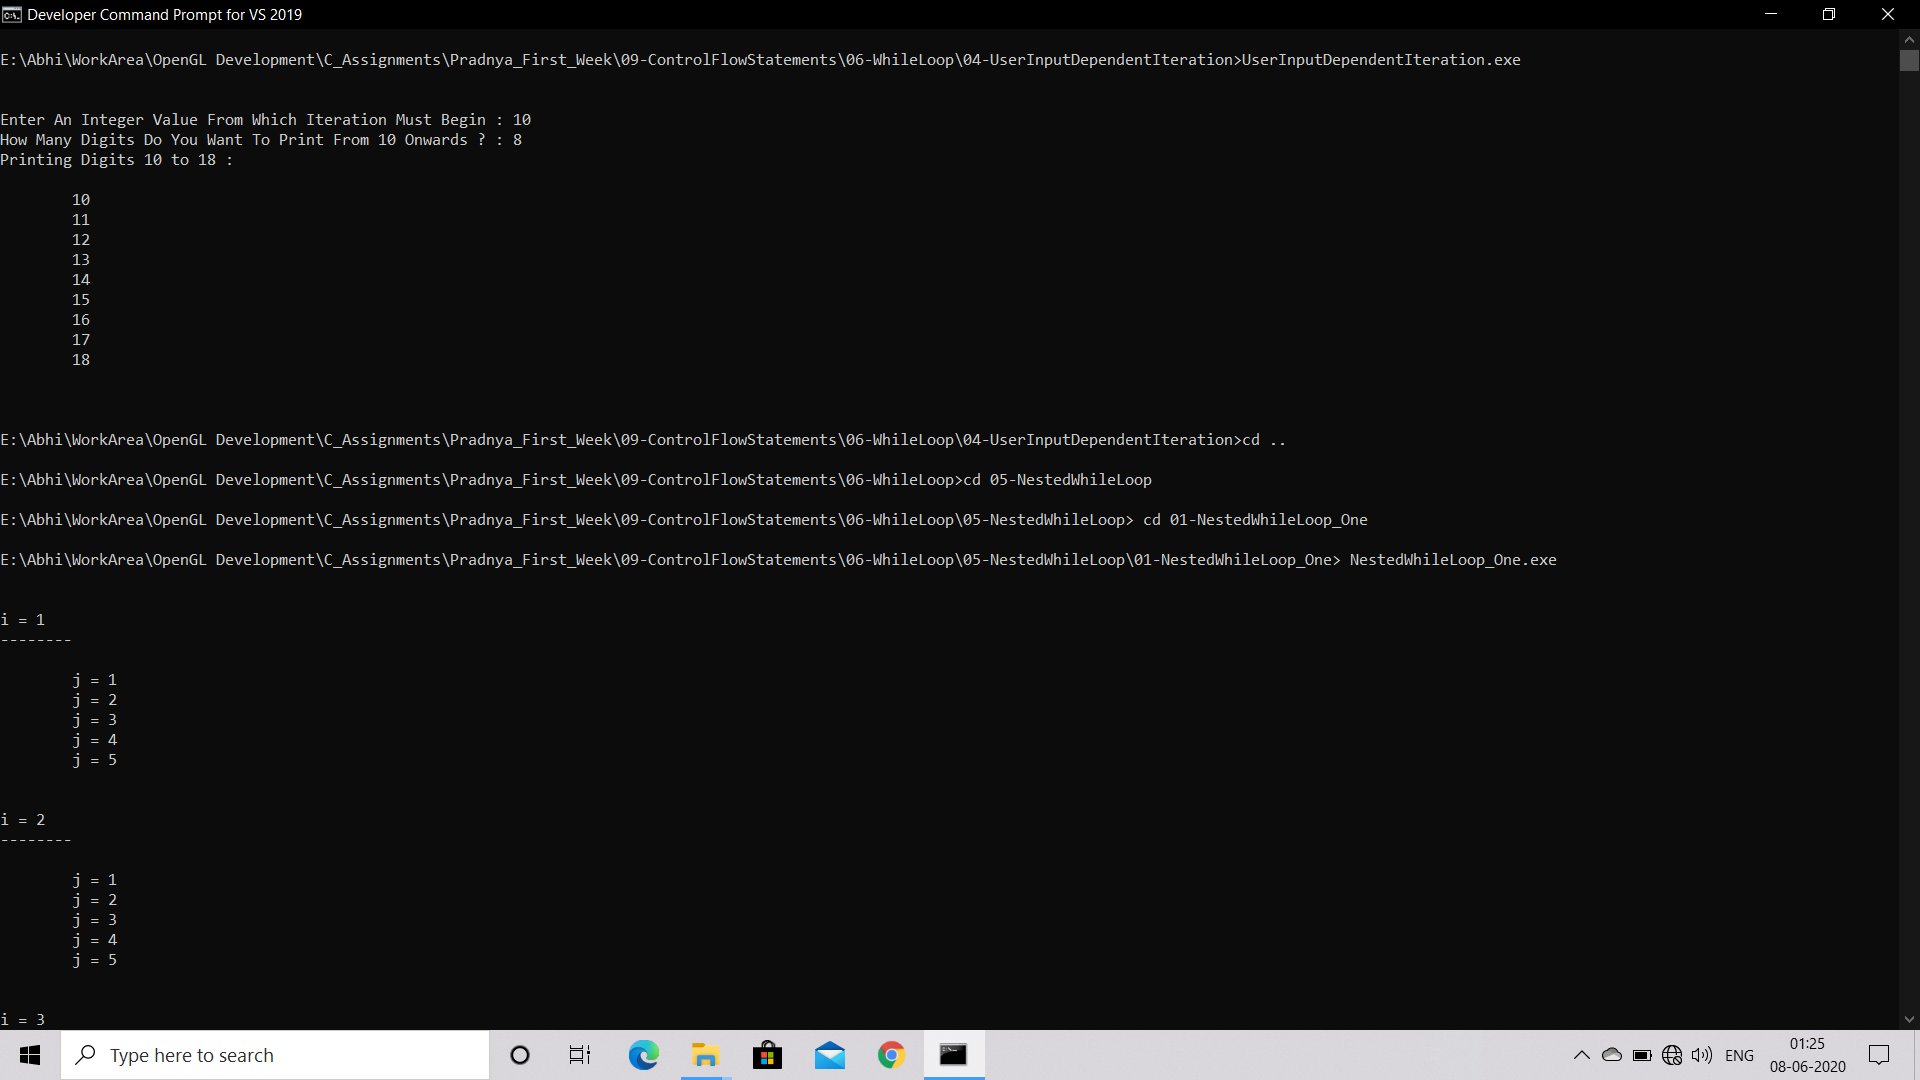 Developer Command Prompt for VS 2019
E:\Abhi\WorkArea\OpenGL Development\C_Assignments\Pradnya_First_Week\09-ControlFlowStatements\06-WhileLoop\04-UserInputDependentIteration>UserInputDependentIteration.exe
Enter An Integer Value From Which Iteration Must Begin : 10
How Many Digits Do You Want To Print From 10 Onwards ? : 8
Printing Digits 10 to 18 :
10
11
12
13
14
15
16
17
18
E:\Abhi\WorkArea\OpenGL Development\C_Assignments\Pradnya_First_Week\09-ControlFlowStatements\06-WhileLoop\04-UserInputDependentIteration>cd ..
E:\Abhi\WorkArea\OpenGL Development\C_Assignments\Pradnya_First_Week\09-ControlFlowStatements\06-WhileLoop>cd 05-NestedWhileLoop
E:\Abhi\WorkArea\OpenGL Development\C_Assignments\Pradnya_First_Week\09-ControlFlowStatements\06-WhileLoop\05-NestedWhileLoop> cd 01-NestedWhileLoop_One
E:\Abhi\WorkArea\OpenGL Development\C_Assignments\Pradnya_First_Week\09-ControlFlowStatements\06-WhileLoop\05-NestedWhileLoop\01-NestedWhileLoop_One> NestedWhileLoop_One.exe
i = 1
--------
j = 1
j = 2
j = 3
j = 4
j = 5
i = 2
--------
j = 1
j = 2
j = 3
j = 4
j = 5
i = 3
Type here to search
ENG
01:25
08-06-2020